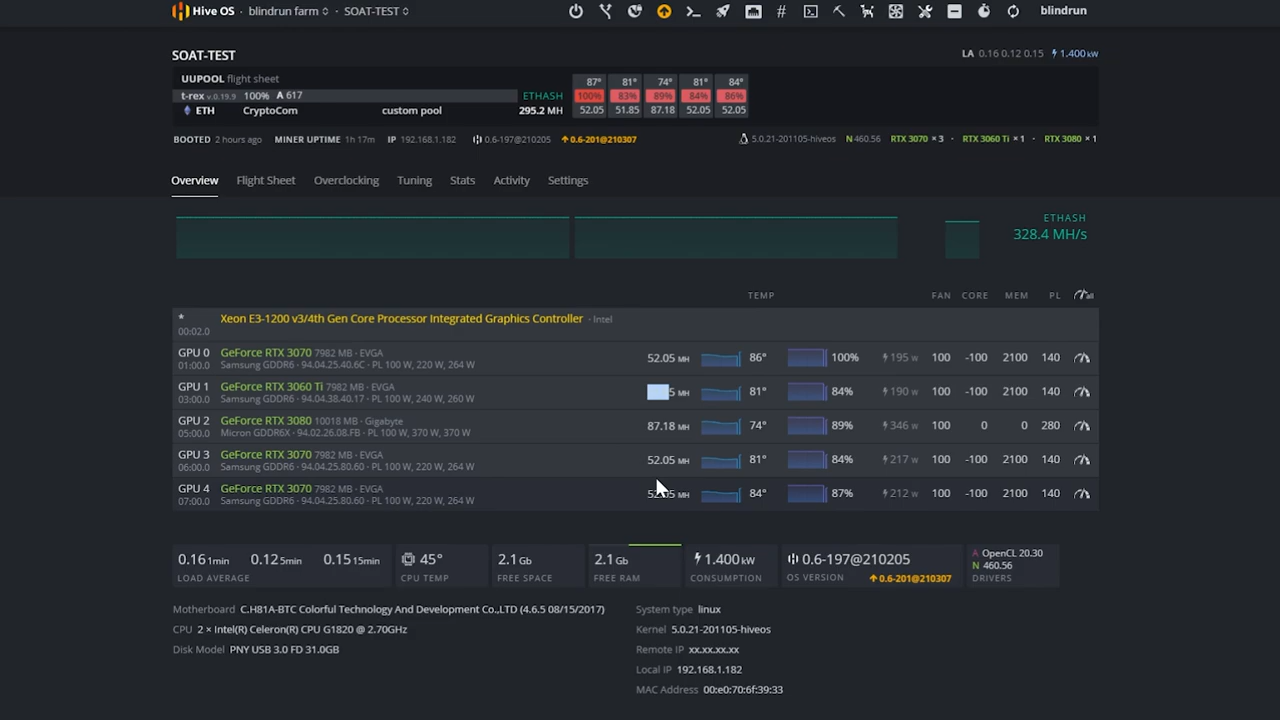 Hive OS · blindrun farm SOAT-TEST blindrun
SOAT-TEST LA 0.16 0.12 0.15 1.400 kW
UUPOOL flight sheet
87° 81° 74° 81° 84°
t-rex v.0.19.9 100% A 617 ETHASH 100% 83% 89% 84% 86%
ETH CryptoCom custom pool 295.2 MH 52.05 51.85 87.18 52.05 52.05
BOOTED 2 hours ago MINER UPTIME 1h 17m IP 192.168.1.182 0.6-197@210205 0.6-201@210307 5.0.21-201105-hiveos N 460.56 RTX 3070 × 3 · RTX 3060 Ti × 1 · RTX 3080 × 1
Overview Flight Sheet Overclocking Tuning Stats Activity Settings
ETHASH
328.4 MH/s
TEMP FAN CORE MEM PL
* Xeon E3-1200 v3/4th Gen Core Processor Integrated Graphics Controller · Intel
00:02.0
GPU 0 GeForce RTX 3070 7982 MB · EVGA 52.05 MH 86° 100% 195 W 100 -100 2100 140
01:00.0 Samsung GDDR6 · 94.04.25.40.6C · PL 100 W, 220 W, 264 W
GPU 1 GeForce RTX 3060 Ti 7982 MB · EVGA 5 MH 81° 84% 190 W 100 -100 2100 140
03:00.0 Samsung GDDR6 · 94.04.38.40.17 · PL 100 W, 240 W, 260 W
GPU 2 GeForce RTX 3080 10018 MB · Gigabyte 87.18 MH 74° 89% 346 W 100 0 0 280
05:00.0 Micron GDDR6X · 94.02.26.08.FB · PL 100 W, 370 W, 370 W
GPU 3 GeForce RTX 3070 7982 MB · EVGA 52.05 MH 81° 84% 217 W 100 -100 2100 140
06:00.0 Samsung GDDR6 · 94.04.25.80.60 · PL 100 W, 220 W, 264 W
GPU 4 GeForce RTX 3070 7982 MB · EVGA MH 84° 87% 212 W 100 -100 2100 140
07:00.0 Samsung GDDR6 · 94.04.25.80.60 · PL 100 W, 220 W, 264 W
0.16 1min 0.12 5min 0.15 15min 45° 2.1 Gb 2.1 Gb 1.400 kW 0.6-197@210205 A OpenCL 20.30
N 460.56
LOAD AVERAGE CPU TEMP FREE SPACE FREE RAM CONSUMPTION OS VERSION 0.6-201@210307 DRIVERS
Motherboard C.H81A-BTC Colorful Technology And Development Co.,LTD (4.6.5 08/15/2017)
CPU 2 × Intel(R) Celeron(R) CPU G1820 @ 2.70GHz
Disk Model PNY USB 3.0 FD 31.0GB
System type linux
Kernel 5.0.21-201105-hiveos
Remote IP xx.xx.xx.xx
Local IP 192.168.1.182
MAC Address 00:e0:70:6f:39:33